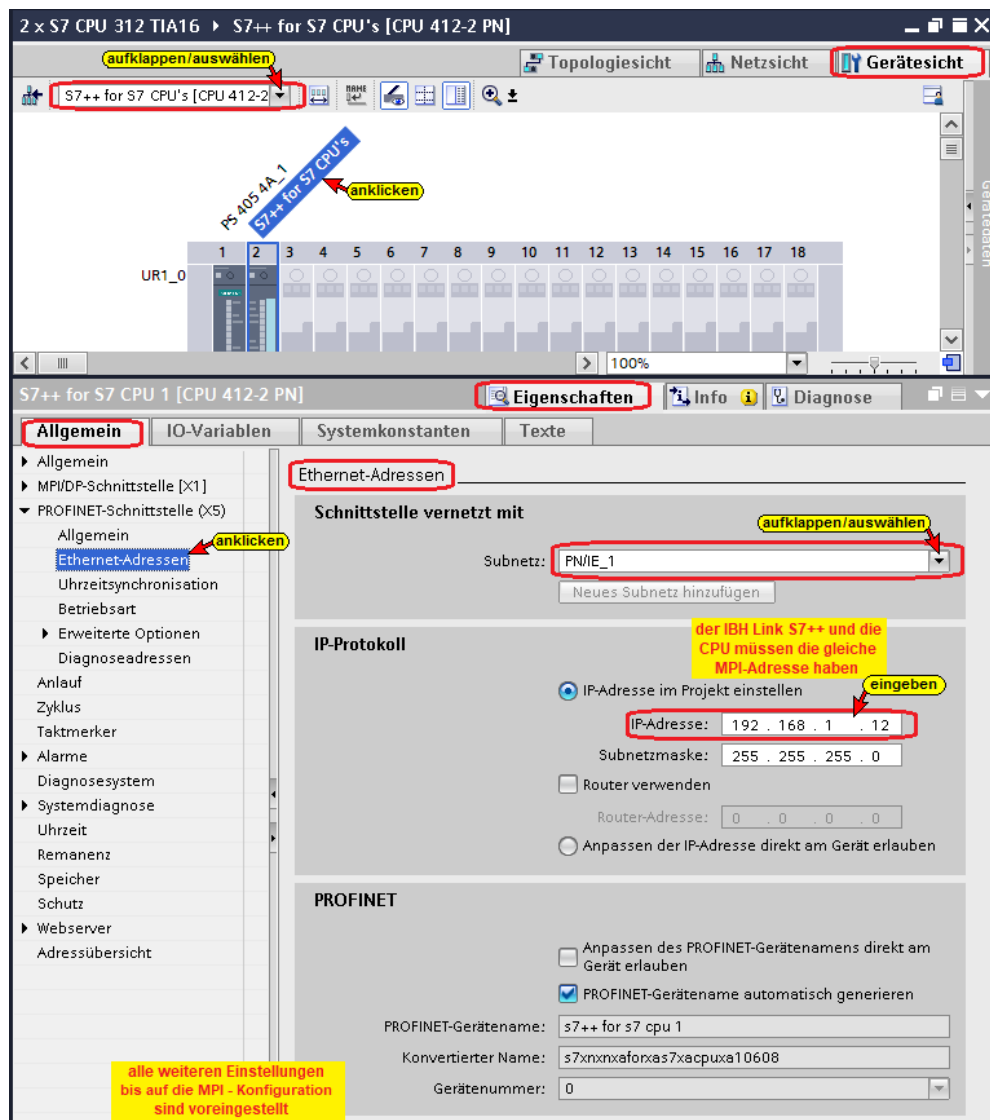 2 x S7 CPU 312 TIA16 ▸ S7++ for S7 CPU's [CPU 412-2 PN]
aufklappen/auswählen
Topologiesicht
Netzsicht
Gerätesicht
S7++ for S7 CPU's [CPU 412-2
NAME
PS 405 4A_1
S7++ for S7 CPU's
anklicken
Gerätedaten
1 2 3 4 5 6 7 8 9 10 11 12 13 14 15 16 17 18
UR1_0
100%
S7++ for S7 CPU 1 [CPU 412-2 PN]
Eigenschaften
Info
Diagnose
Allgemein
IO-Variablen
Systemkonstanten
Texte
Allgemein
MPI/DP-Schnittstelle [X1]
PROFINET-Schnittstelle (X5)
Allgemein
anklicken
Ethernet-Adressen
Uhrzeitsynchronisation
Betriebsart
Erweiterte Optionen
Diagnoseadressen
Anlauf
Zyklus
Taktmerker
Alarme
Diagnosesystem
Systemdiagnose
Uhrzeit
Remanenz
Speicher
Schutz
Webserver
Adressübersicht
alle weiteren Einstellungen
bis auf die MPI - Konfiguration
sind voreingestellt
Ethernet-Adressen
Schnittstelle vernetzt mit
aufklappen/auswählen
Subnetz: PN/IE_1
Neues Subnetz hinzufügen
IP-Protokoll
der IBH Link S7++ und die
CPU müssen die gleiche
MPI-Adresse haben
eingeben
IP-Adresse im Projekt einstellen
IP-Adresse: 192 . 168 . 1 . 12
Subnetzmaske: 255 . 255 . 255 . 0
Router verwenden
Router-Adresse: 0 . 0 . 0 . 0
Anpassen der IP-Adresse direkt am Gerät erlauben
PROFINET
Anpassen des PROFINET-Gerätenamens direkt am
Gerät erlauben
PROFINET-Gerätename automatisch generieren
PROFINET-Gerätename: s7++ for s7 cpu 1
Konvertierter Name: s7xnxnxaforxas7xacpuxa10608
Gerätenummer: 0